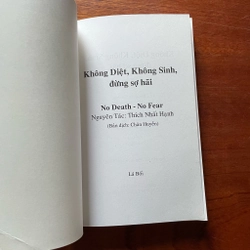 Không Diệt, Không Sinh,
đừng sợ hãi
No Death - No Fear
Nguyên Tác: Thích Nhất Hạnh
(Bản dịch: Chân Huyền)
Lá Bối